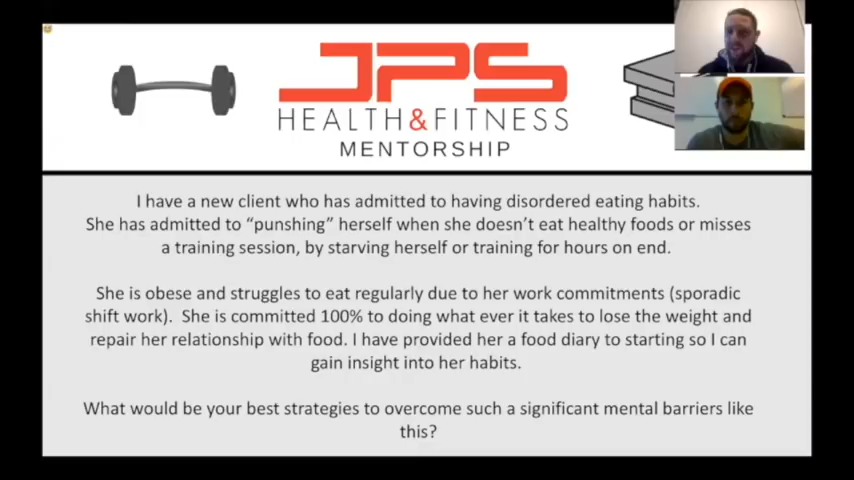 JPS
HEALTH&FITNESS
MENTORSHIP
I have a new client who has admitted to having disordered eating habits.
She has admitted to “punshing” herself when she doesn’t eat healthy foods or misses
a training session, by starving herself or training for hours on end.
She is obese and struggles to eat regularly due to her work commitments (sporadic
shift work).  She is committed 100% to doing what ever it takes to lose the weight and
repair her relationship with food. I have provided her a food diary to starting so I can
gain insight into her habits.
What would be your best strategies to overcome such a significant mental barriers like
this?